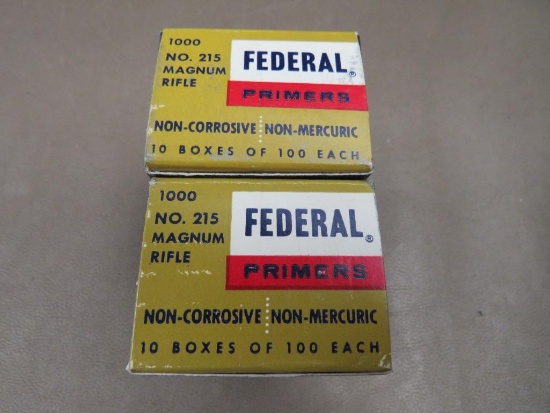 1000
NO. 215
MAGNUM
RIFLE
FEDERAL®
PRIMERS
NON-CORROSIVE NON-MERCURIC
10 BOXES OF 100 EACH
1000
NO. 215
MAGNUM
RIFLE
FEDERAL®
PRIMERS
NON-CORROSIVE NON-MERCURIC
10 BOXES OF 100 EACH